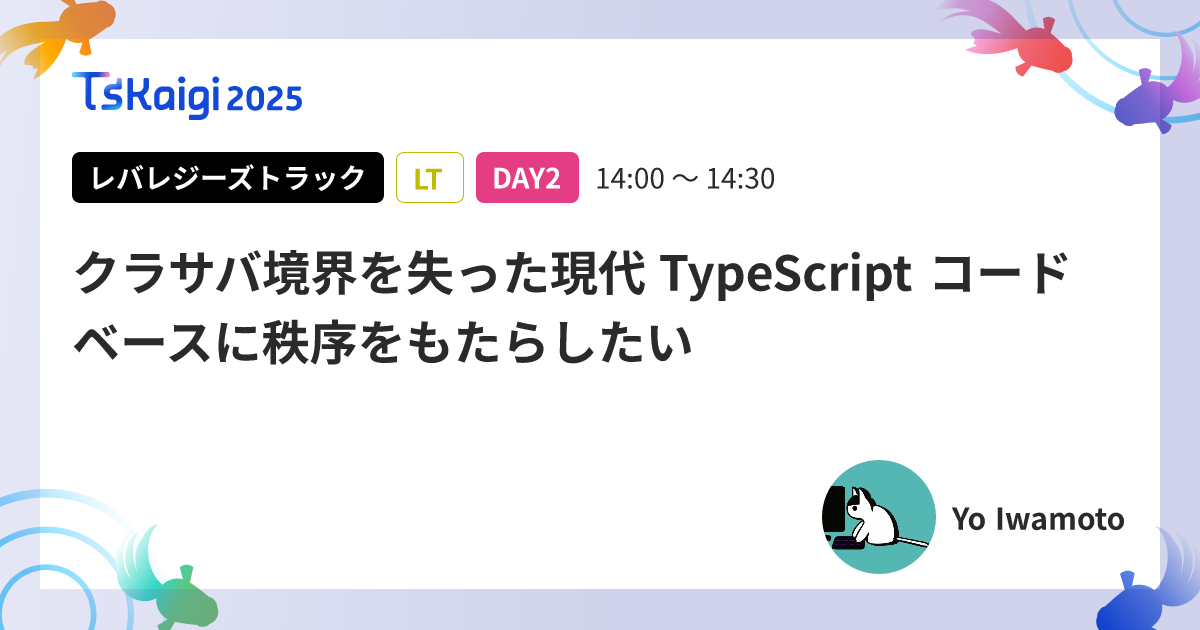 TsKaigi 2025
レバレジーズトラック LT DAY2 14:00 〜 14:30
クラサバ境界を失った現代 TypeScript コード
ベースに秩序をもたらしたい
Yo Iwamoto